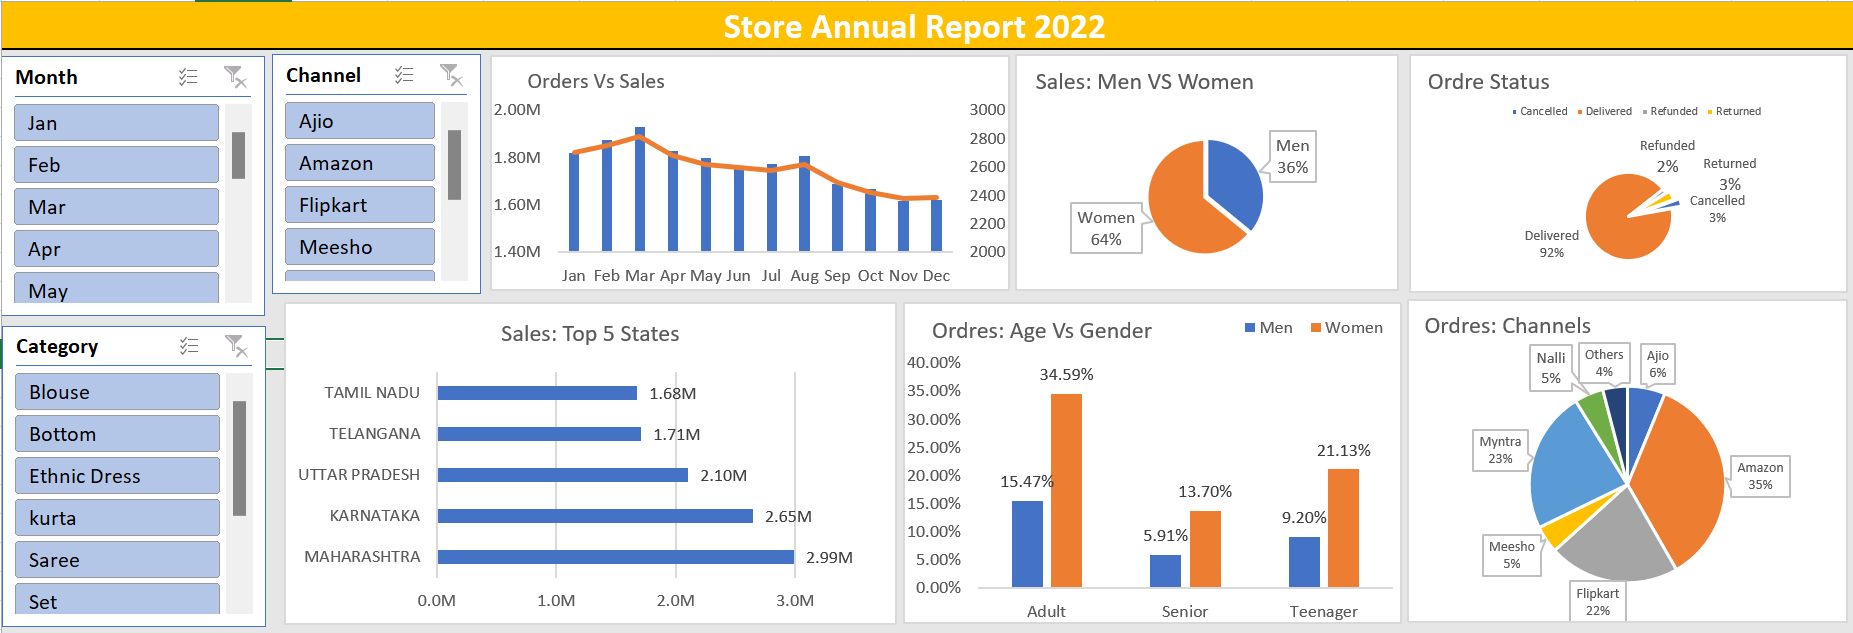 Store Annual Report 2022
Month
Jan
Feb
Mar
Apr
May
Channel
Ajio
Amazon
Flipkart
Meesho
Category
Blouse
Bottom
Ethnic Dress
kurta
Saree
Set
Orders Vs Sales
2.00M
1.80M
1.60M
1.40M
3000
2800
2600
2400
2200
2000
Jan Feb Mar Apr May Jun Jul Aug Sep Oct Nov Dec
Sales: Men VS Women
Men
36%
Women
64%
Ordre Status
Cancelled Delivered Refunded Returned
Refunded
2%
Returned
3%
Cancelled
3%
Delivered
92%
Sales: Top 5 States
TAMIL NADU 1.68M
TELANGANA 1.71M
UTTAR PRADESH 2.10M
KARNATAKA 2.65M
MAHARASHTRA 2.99M
0.0M 1.0M 2.0M 3.0M
Ordres: Age Vs Gender
Men Women
40.00%
35.00%
30.00%
25.00%
20.00%
15.00%
10.00%
5.00%
0.00%
15.47% 34.59%
5.91% 13.70%
9.20% 21.13%
Adult Senior Teenager
Ordres: Channels
Nalli
5%
Others
4%
Ajio
6%
Myntra
23%
Amazon
35%
Meesho
5%
Flipkart
22%